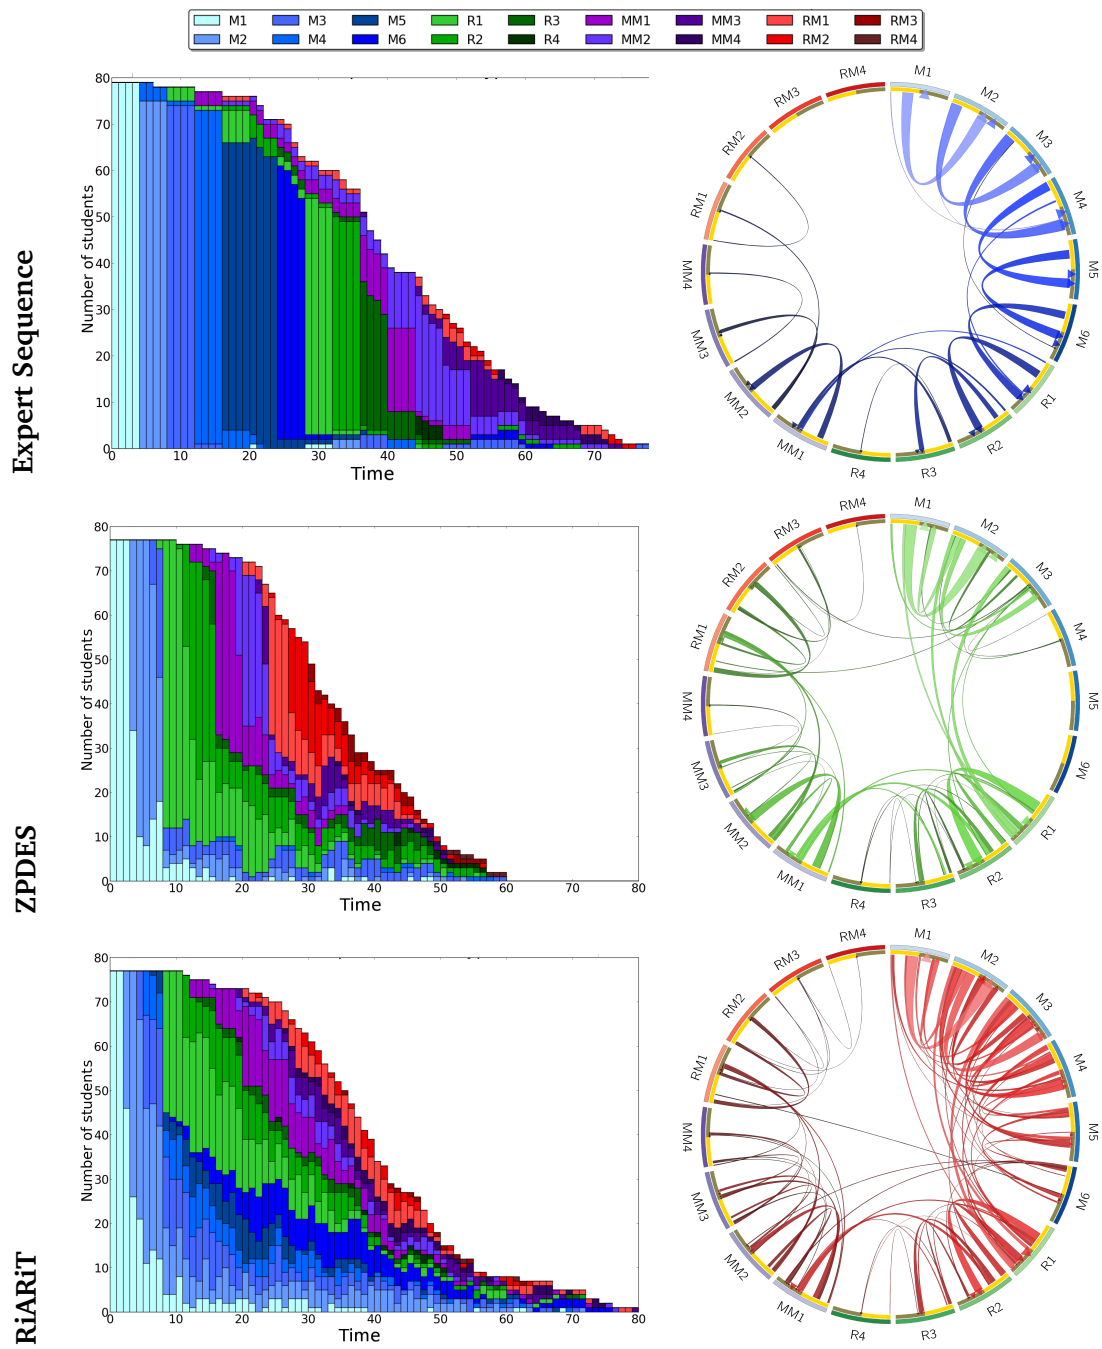 M1 M3 M5 R1 R3 MM1 MM3 RM1 RM3
M2 M4 M6 R2 R4 MM2 MM4 RM2 RM4
Expert Sequence
Number of students
80
70
60
50
40
30
20
10
0
0 10 20 30 40 50 60 70
Time
M1
M2
M3
M4
M5
M6
R1
R2
R3
R4
MM1
MM2
MM3
MM4
RM1
RM2
RM3
RM4
ZPDES
Number of students
80
70
60
50
40
30
20
10
0
0 10 20 30 40 50 60 70 80
Time
M1
M2
M3
M4
M5
M6
R1
R2
R3
R4
MM1
MM2
MM3
MM4
RM1
RM2
RM3
RM4
RiARiT
Number of students
80
70
60
50
40
30
20
10
0
0 10 20 30 40 50 60 70 80
Time
M1
M2
M3
M4
M5
M6
R1
R2
R3
R4
MM1
MM2
MM3
MM4
RM1
RM2
RM3
RM4